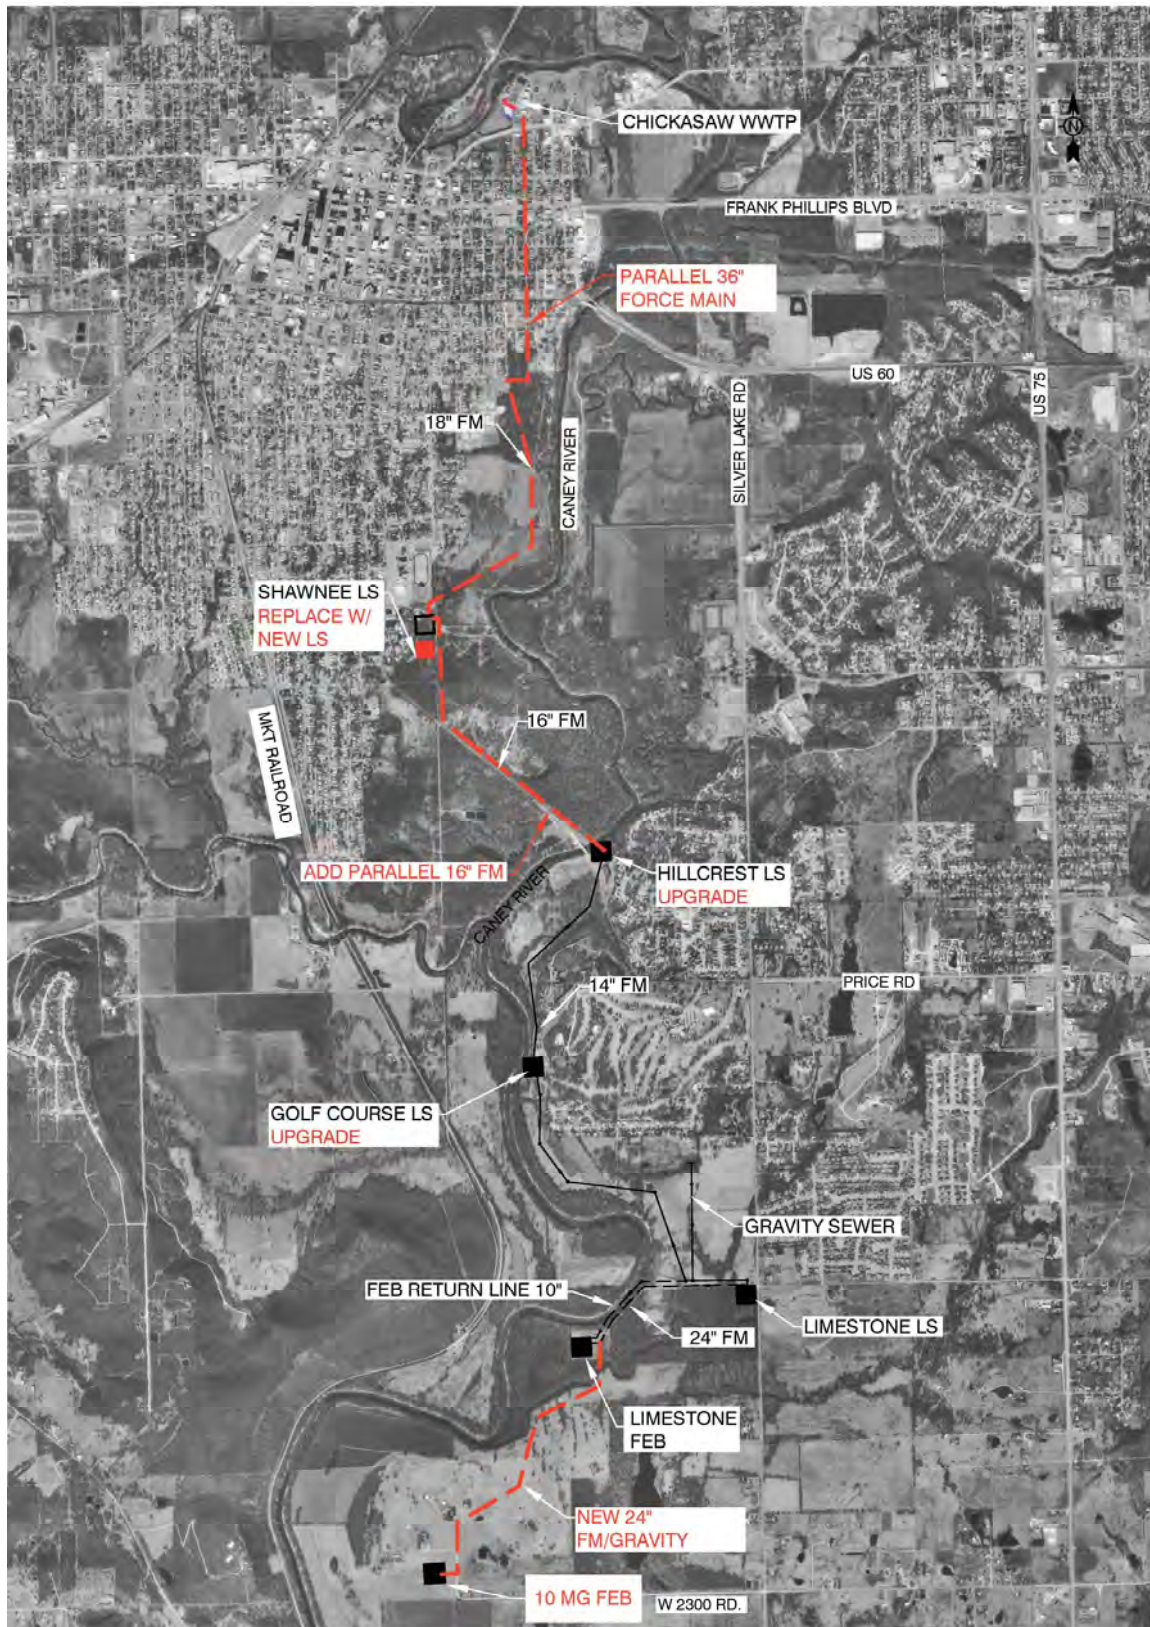 CHICKASAW WWTP
N
FRANK PHILLIPS BLVD
PARALLEL 36"
FORCE MAIN
US 60
US 75
SILVER LAKE RD
18" FM
CANEY RIVER
SHAWNEE LS
REPLACE W/
NEW LS
16" FM
MKT RAILROAD
ADD PARALLEL 16" FM
HILLCREST LS
UPGRADE
CANEY RIVER
14" FM
PRICE RD
GOLF COURSE LS
UPGRADE
GRAVITY SEWER
FEB RETURN LINE 10"
24" FM
LIMESTONE LS
LIMESTONE
FEB
NEW 24"
FM/GRAVITY
10 MG FEB
W 2300 RD.